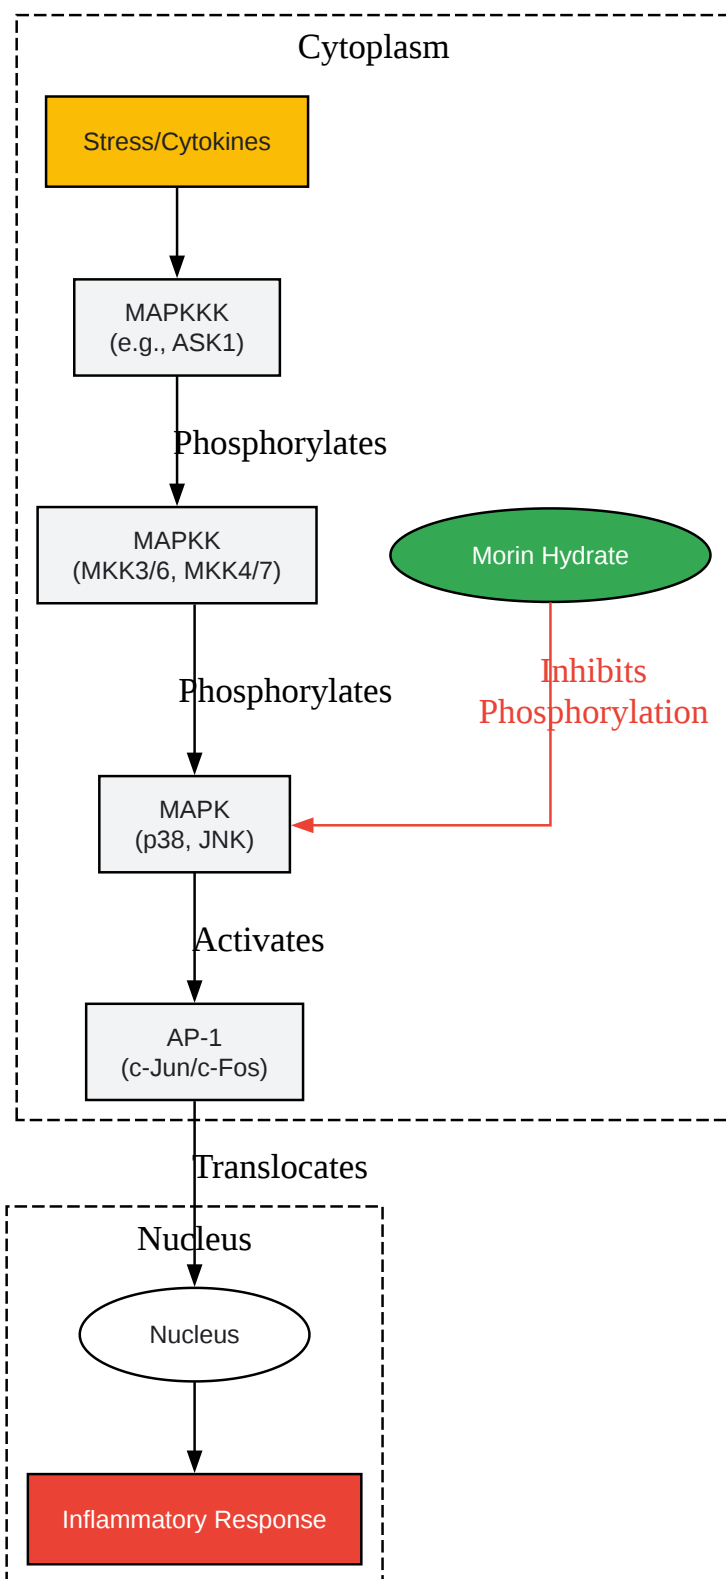 Cytoplasm
Stress/Cytokines
MAPKKK
(e.g., ASK1)
Phosphorylates
MAPKK
(MKK3/6, MKK4/7)
Morin Hydrate
Phosphorylates
Inhibits
Phosphorylation
MAPK
(p38, JNK)
Activates
AP-1
(c-Jun/c-Fos)
Translocates
Nucleus
Nucleus
Inflammatory Response